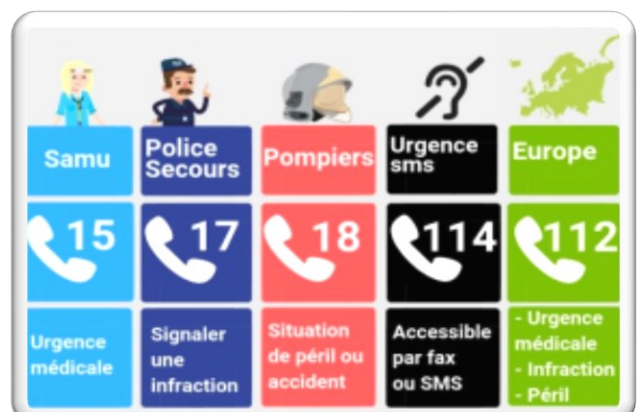 Samu
Police
Secours
Pompiers
Urgence
sms
Europe
15
17
18
114
112
Urgence
médicale
Signaler
une
infraction
Situation
de péril ou
accident
Accessible
par fax
ou SMS
- Urgence
médicale
- Infraction
- Péril